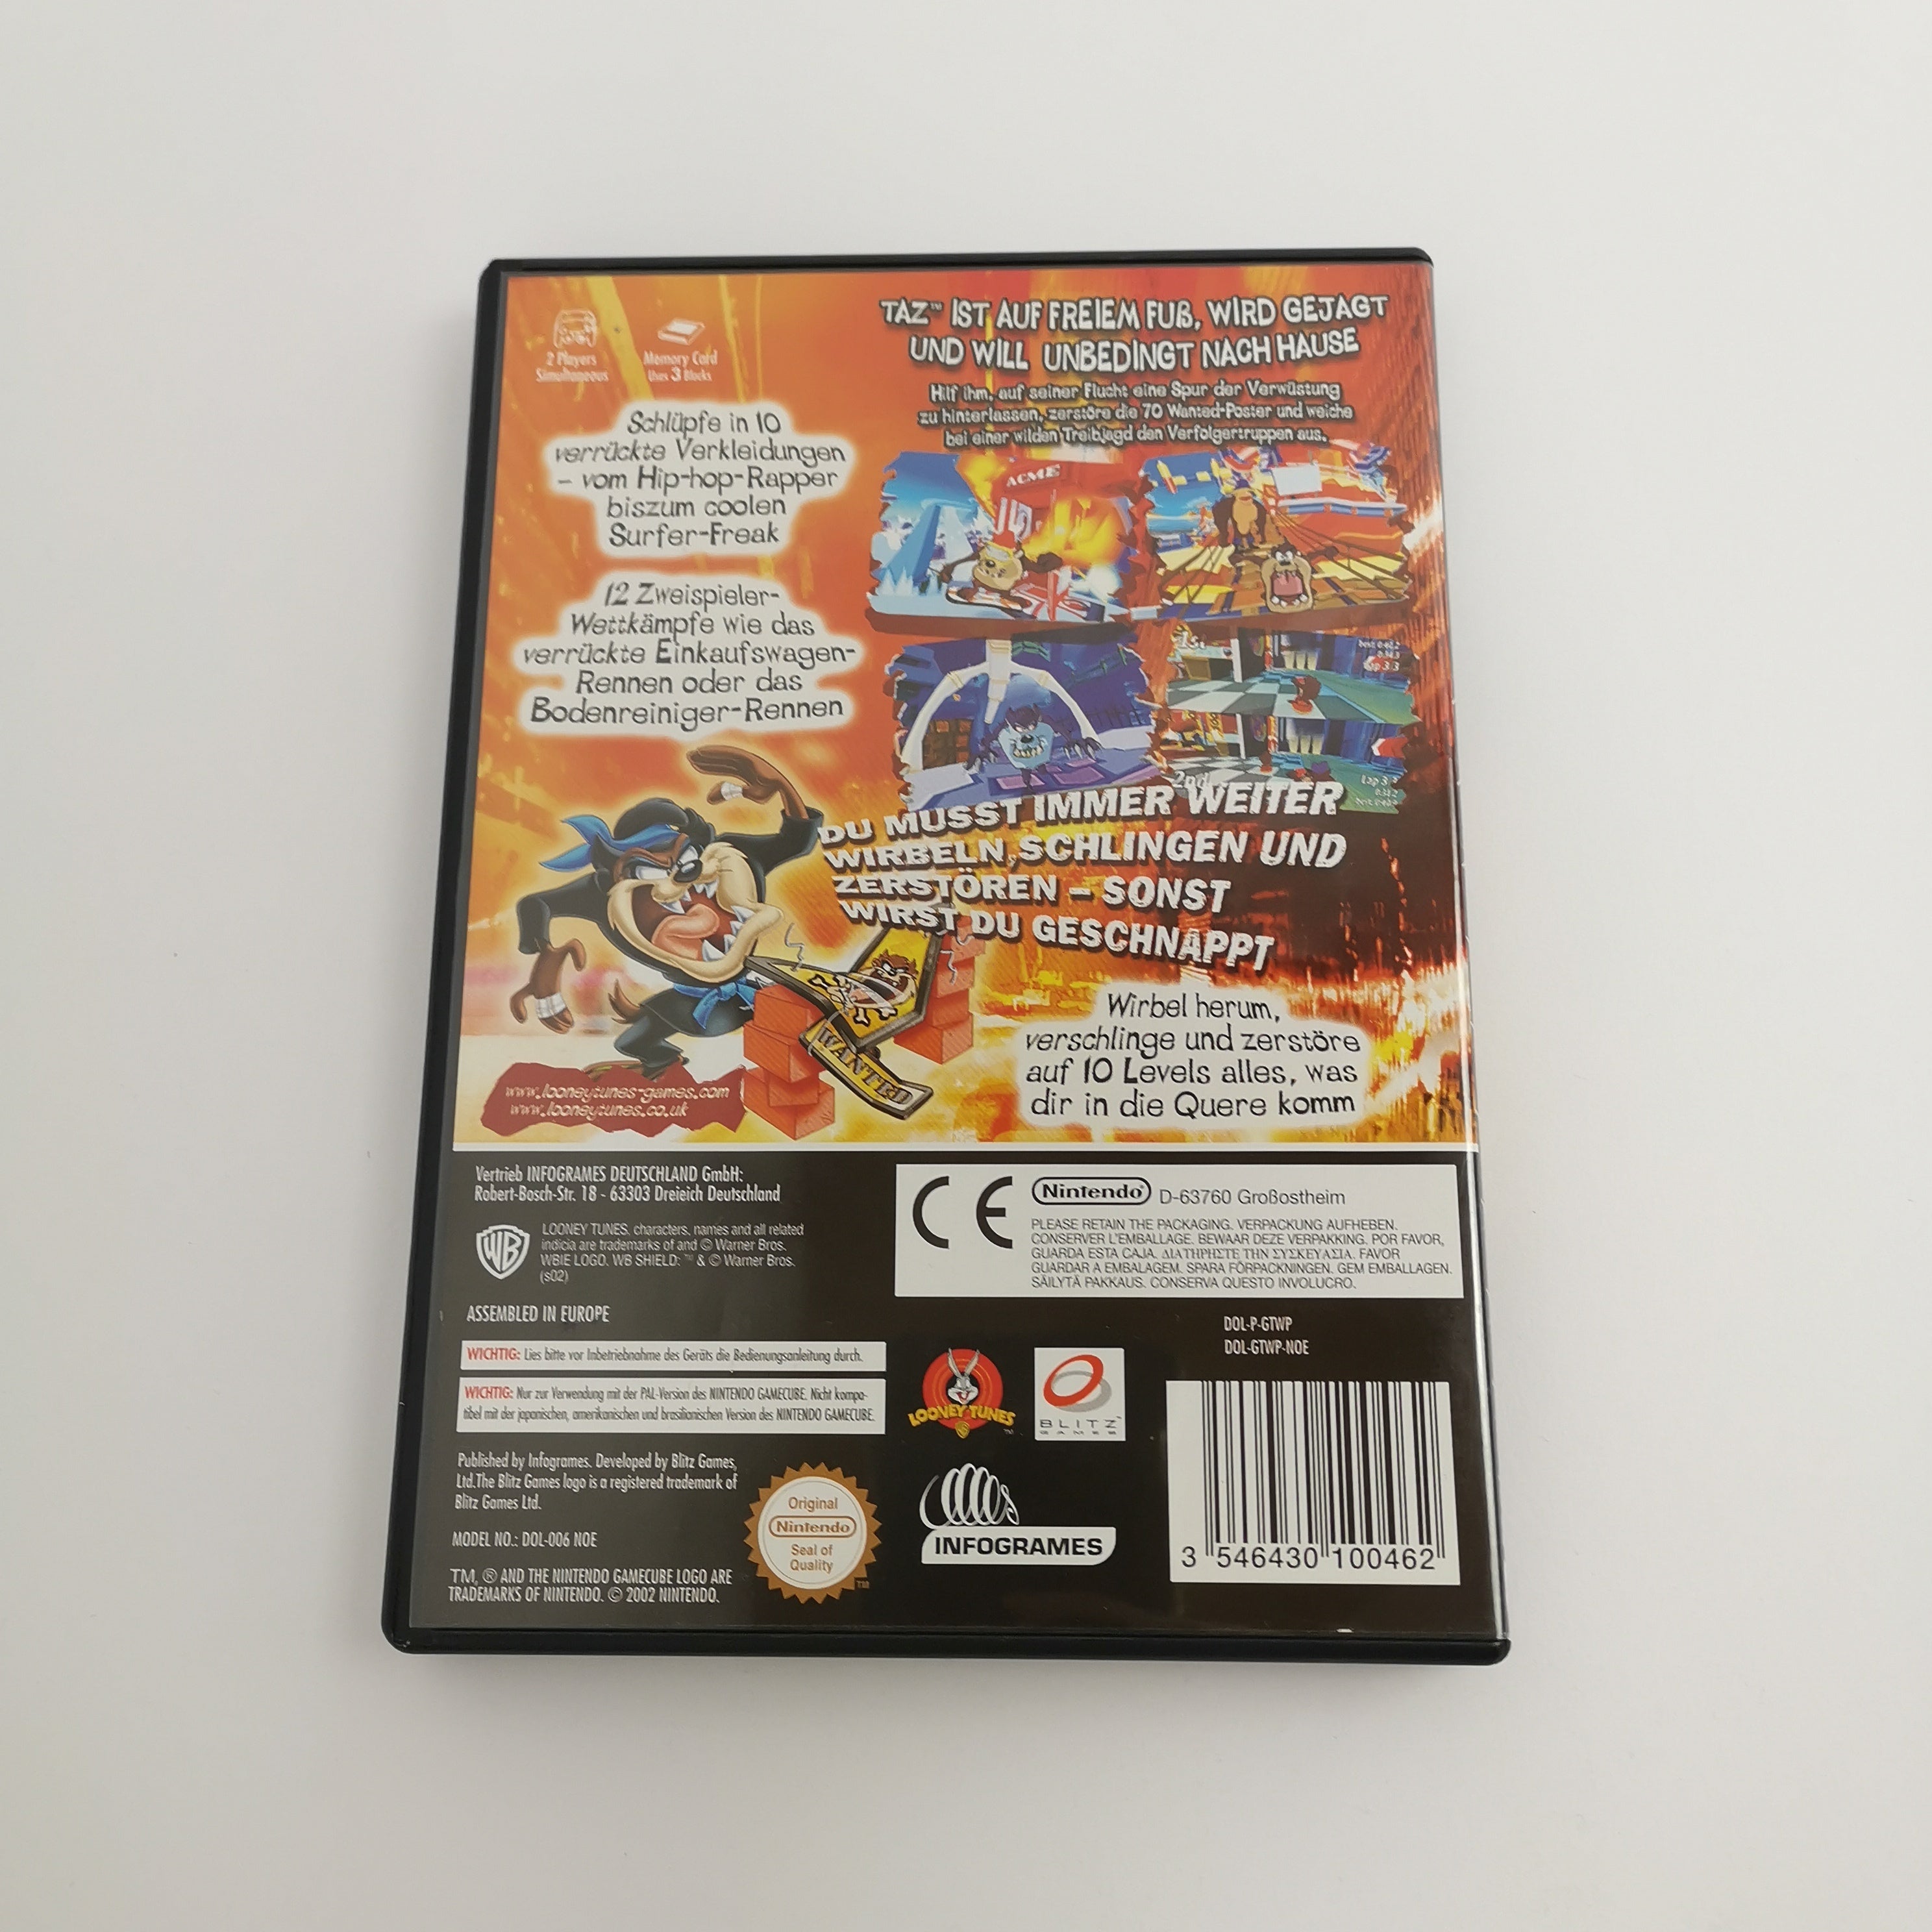 TAZ™ IST AUF FREIEM FUß, WIRD GEJAGT
UND WILL UNBEDINGT NACH HAUSE
Hilf ihm, auf seiner Flucht eine Spur der Verwüstung
zu hinterlassen, zerstöre die 70 Wanted-Poster und weiche
bei einer wilden Treibjagd den Verfolgertruppen aus.
2 Players
Simultaneous
Memory Card
Uses 3 Blocks
Schlüpfe in 10
verrückte Verkleidungen
– vom Hip-hop-Rapper
biszum coolen
Surfer-Freak
12 Zweispieler-
Wettkämpfe wie das
verrückte Einkaufswagen-
Rennen oder das
Bodenreiniger-Rennen
ACME
1st
Lap 3/3
2nd
Lap 3
DU MUSST IMMER WEITER
WIRBELN, SCHLINGEN UND
ZERSTÖREN – SONST
WIRST DU GESCHNAPPT
WANTED
Wirbel herum,
verschlinge und zerstöre
auf 10 Levels alles, was
dir in die Quere komm
www.looneytunes-games.com
www.looneytunes.co.uk
Vertrieb INFOGRAMES DEUTSCHLAND GmbH:
Robert-Bosch-Str. 18 - 63303 Dreieich Deutschland
WB
LOONEY TUNES, characters, names and all related
indicia are trademarks of and © Warner Bros.
WBIE LOGO, WB SHIELD: ™ & © Warner Bros.
(s02)
ASSEMBLED IN EUROPE
CE
Nintendo® D-63760 Großostheim
PLEASE RETAIN THE PACKAGING. VERPACKUNG AUFHEBEN.
CONSERVER L'EMBALLAGE. BEWAAR DEZE VERPAKKING. POR FAVOR,
GUARDA ESTA CAJA. ΔΙΑΤΗΡΗΣΤΕ ΤΗΝ ΣΥΣΚΕΥΑΣΙΑ. FAVOR
GUARDAR A EMBALAGEM. SPARA FÖRPACKNINGEN. GEM EMBALLAGEN.
SÄILYTÄ PAKKAUS. CONSERVA QUESTO INVOLUCRO.
DOL-P-GTWP
DOL-GTWP-NOE
WICHTIG: Lies bitte vor Inbetriebnahme des Geräts die Bedienungsanleitung durch.
WICHTIG: Nur zur Verwendung mit der PAL-Version des NINTENDO GAMECUBE. Nicht kompa-
tibel mit der japanischen, amerikanischen und brasilianischen Version des NINTENDO GAMECUBE.
LOONEY TUNES
BLITZ™
GAMES
Published by Infogrames. Developed by Blitz Games,
Ltd.The Blitz Games logo is a registered trademark of
Blitz Games Ltd.
MODEL NO.: DOL-006 NOE
TM, ® AND THE NINTENDO GAMECUBE LOGO ARE
TRADEMARKS OF NINTENDO. © 2002 NINTENDO.
Original
Nintendo
Seal of
Quality
TM
INFOGRAMES
3 546430 100462